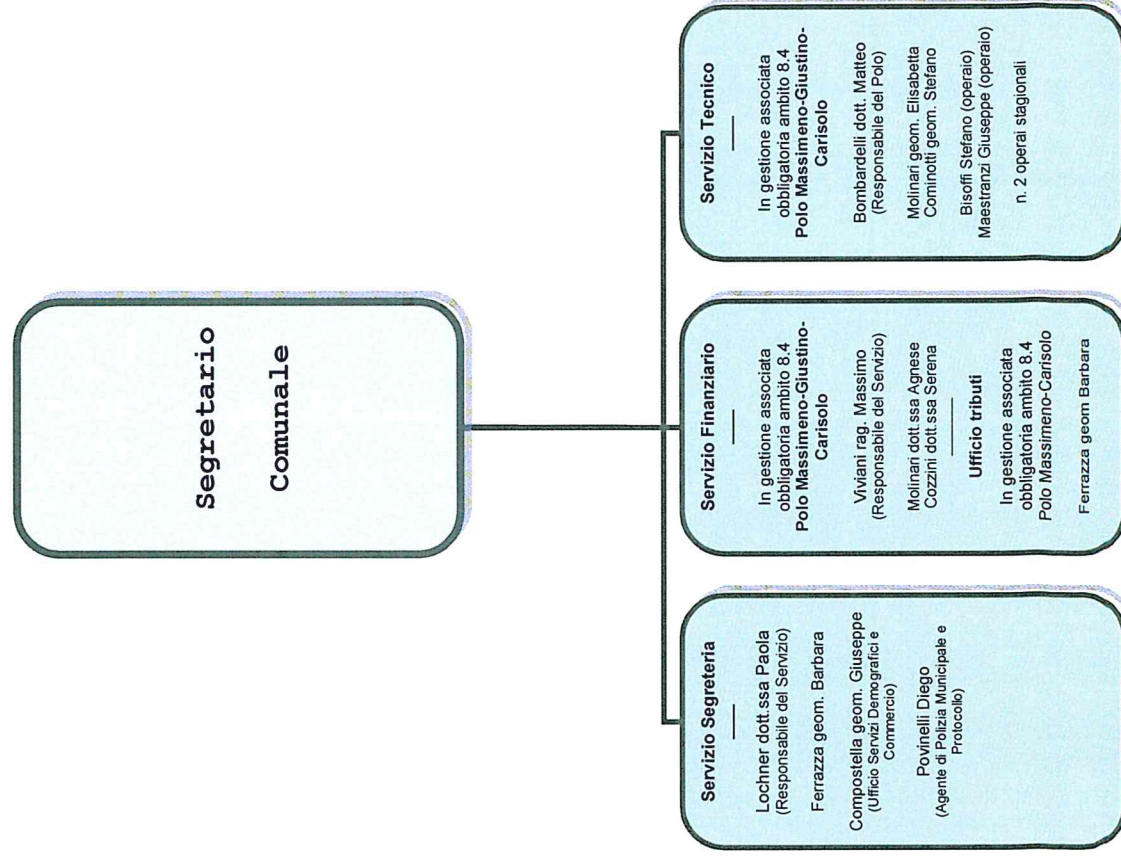 Segretario
Comunale
Servizio Segreteria
Lochner dott.ssa Paola
(Responsabile del Servizio)
Ferrazza geom. Barbara
Compostella geom. Giuseppe
(Ufficio Servizi Demografici e
Commercio)
Povinelli Diego
(Agente di Polizia Municipale e
Protocollo)
Servizio Finanziario
In gestione associata
obbligatoria ambito 8.4
Polo Massimeno-Giustino-
Carisolo
Viviani rag. Massimo
(Responsabile del Servizio)
Molinari dott.ssa Agnese
Cozzini dott.ssa Serena
Ufficio tributi
In gestione associata
obbligatoria ambito 8.4
Polo Massimeno-Carisolo
Ferrazza geom Barbara
Servizio Tecnico
In gestione associata
obbligatoria ambito 8.4
Polo Massimeno-Giustino-
Carisolo
Bombardelli dott. Matteo
(Responsabile del Polo)
Molinari geom. Elisabetta
Cominotti geom. Stefano
Bisoffi Stefano (operaio)
Maestranzi Giuseppe (operaio)
n. 2 operai stagionali